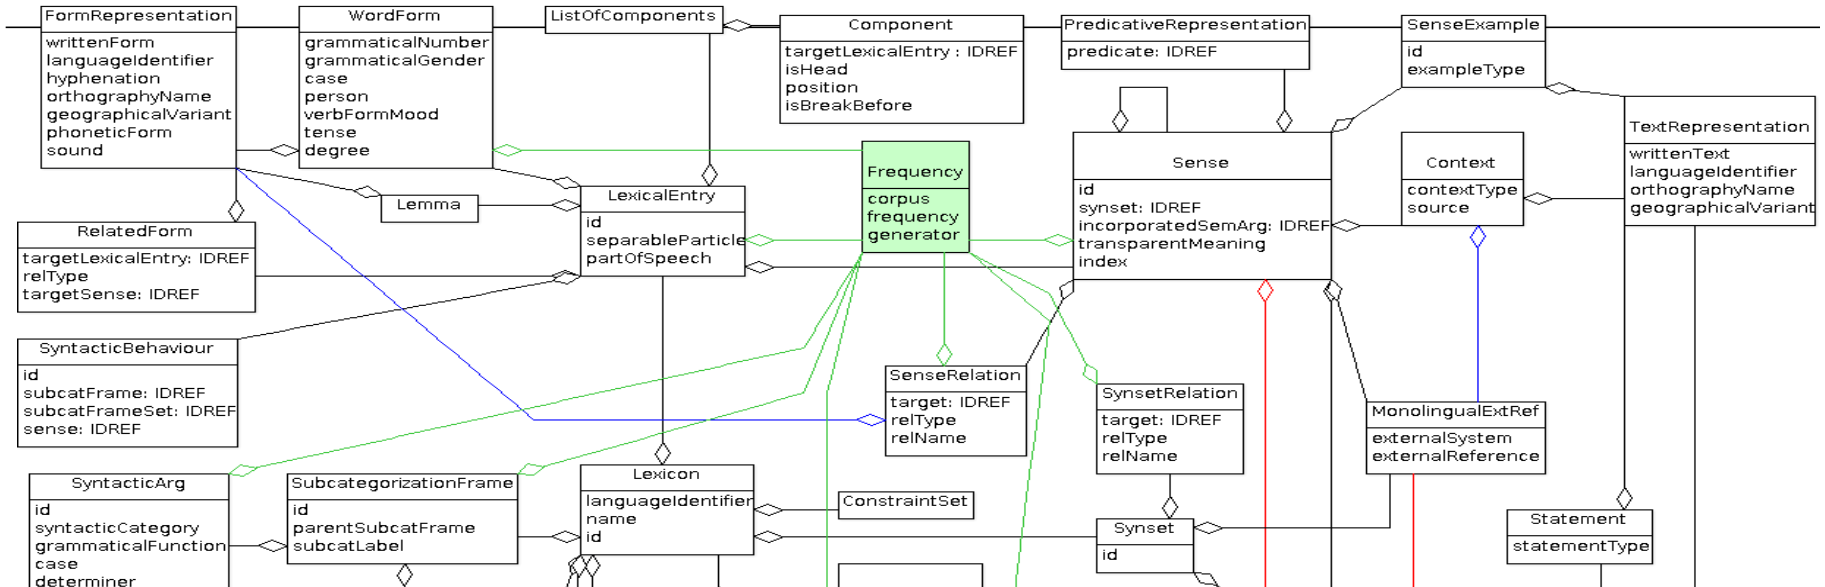 FormRepresentation
writtenForm
languageIdentifier
hyphenation
orthographyName
geographicalVariant
phoneticForm
sound
WordForm
grammaticalNumber
grammaticalGender
case
person
verbFormMood
tense
degree
ListOfComponents
Component
targetLexicalEntry : IDREF
isHead
position
isBreakBefore
PredicativeRepresentation
predicate: IDREF
SenseExample
id
exampleType
TextRepresentation
writtenText
languageIdentifier
orthographyName
geographicalVariant
Context
contextType
source
Sense
id
synset: IDREF
incorporatedSemArg: IDREF
transparentMeaning
index
Frequency
corpus
frequency
generator
LexicalEntry
id
separableParticle
partOfSpeech
Lemma
RelatedForm
targetLexicalEntry: IDREF
relType
targetSense: IDREF
SyntacticBehaviour
id
subcatFrame: IDREF
subcatFrameSet: IDREF
sense: IDREF
SenseRelation
target: IDREF
relType
relName
SynsetRelation
target: IDREF
relType
relName
MonolingualExtRef
externalSystem
externalReference
SyntacticArg
id
syntacticCategory
grammaticalFunction
case
determiner
SubcategorizationFrame
id
parentSubcatFrame
subcatLabel
Lexicon
languageIdentifier
name
id
ConstraintSet
Synset
id
Statement
statementType